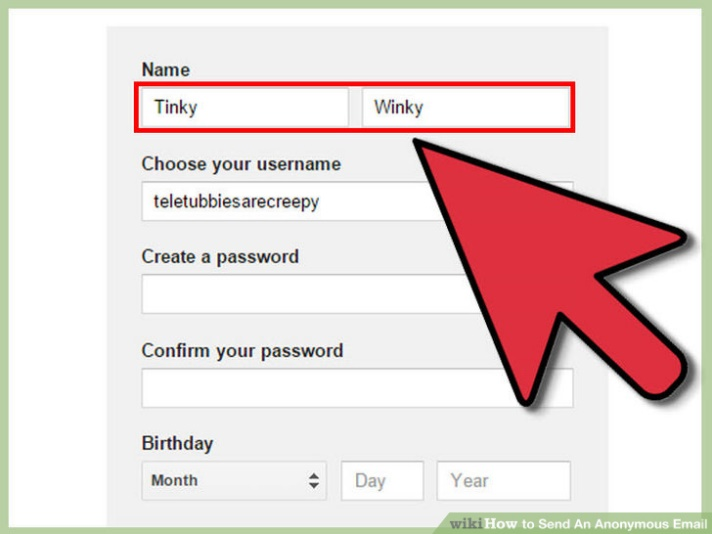 Name
Tinky Winky
Choose your username
teletubbiesarecreepy
Create a password
Confirm your password
Birthday
Month Day Year
wikiHow to Send An Anonymous Email